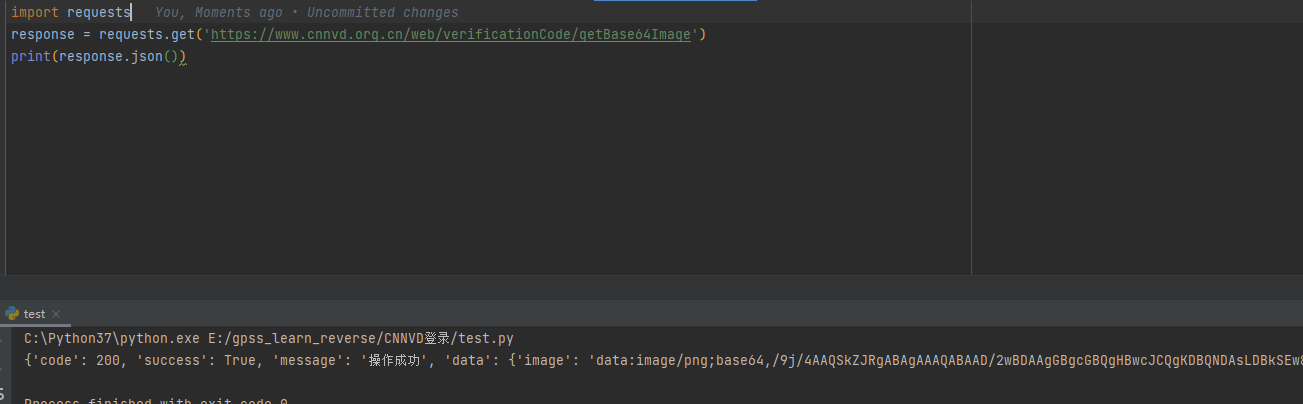 import requests You, Moments ago • Uncommitted changes
response = requests.get('https://www.cnnvd.org.cn/web/verificationCode/getBase64Image')
print(response.json())
test
C:\Python37\python.exe E:/gpss_learn_reverse/CNNVD登录/test.py
{'code': 200, 'success': True, 'message': '操作成功', 'data': {'image': 'data:image/png;base64,/9j/4AAQSkZJRgABAgAAAQABAAD/2wBDAAgGBgcGBQgHBwcJCQgKDBQNDAsLDBkSEw8
Process finished with exit code 0